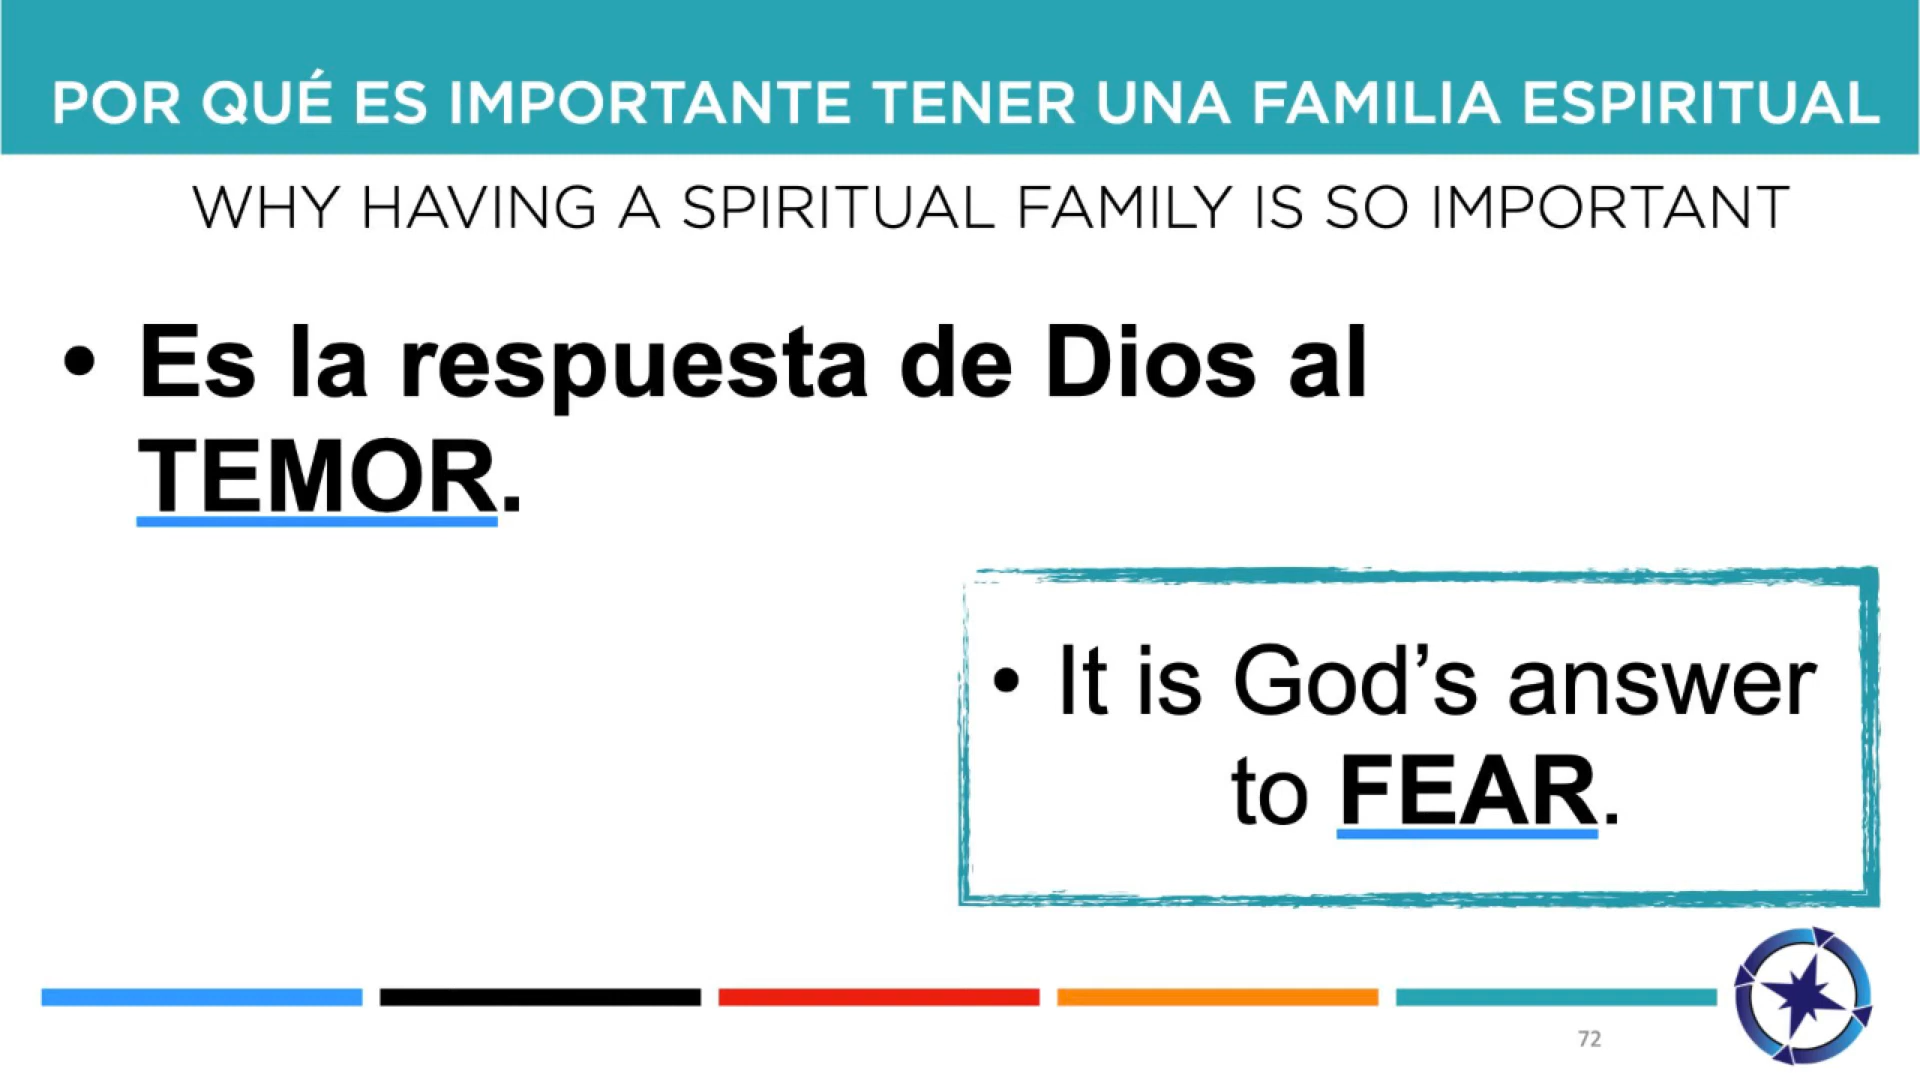 POR QUÉ ES IMPORTANTE TENER UNA FAMILIA ESPIRITUAL
WHY HAVING A SPIRITUAL FAMILY IS SO IMPORTANT
• Es la respuesta de Dios al
TEMOR.
• It is God’s answer
to FEAR.
72